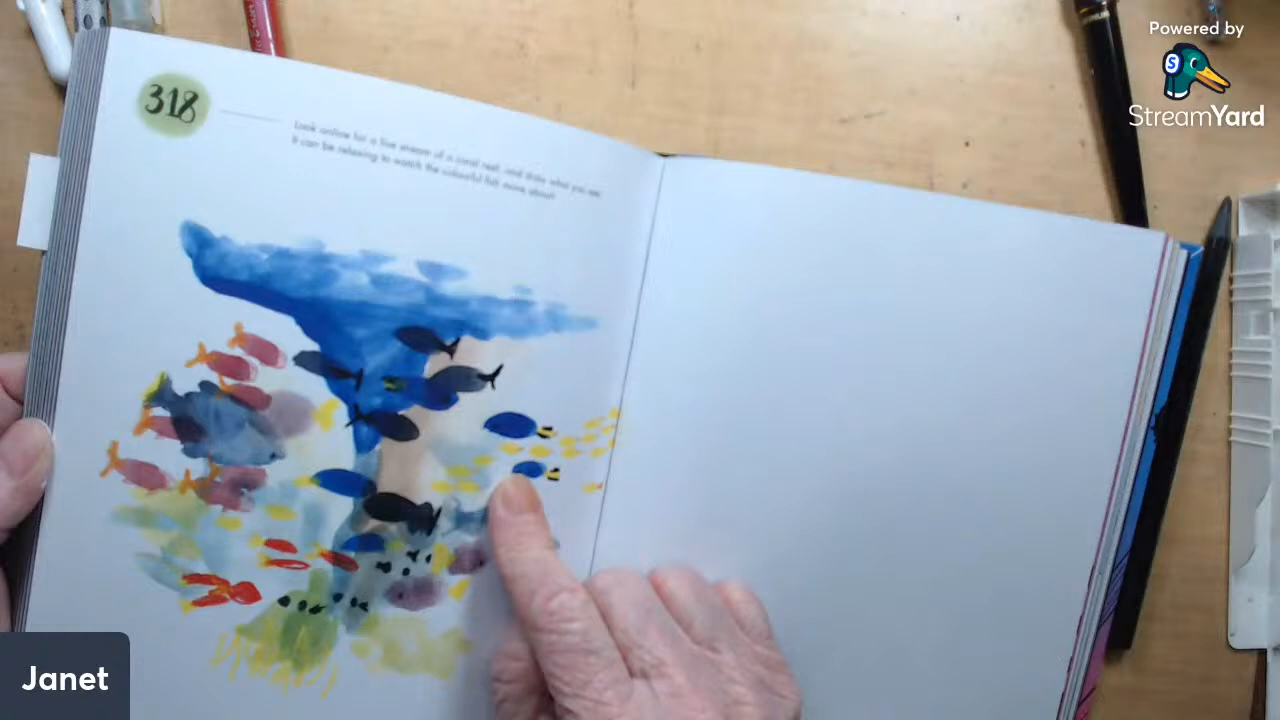 Powered by
StreamYard
318
Look online for a live stream of a coral reef, and draw what you see.
It can be relaxing to watch the colourful fish move about!
Janet